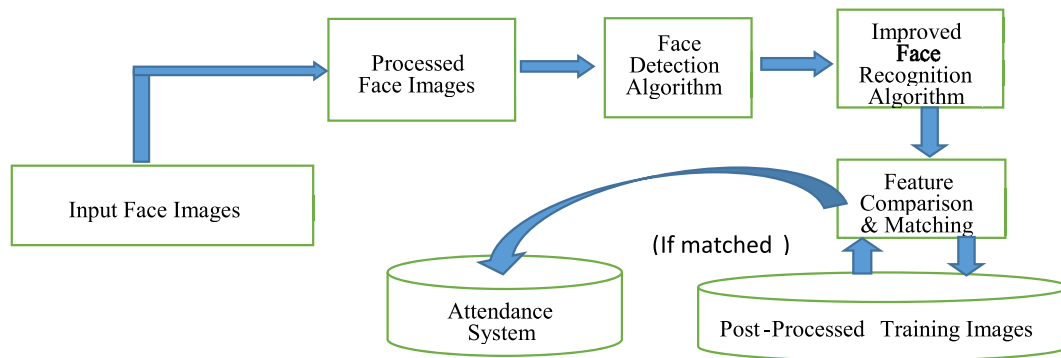 Input Face Images
Processed
Face Images
Face
Detection
Algorithm
Improved
Face
Recognition
Algorithm
Feature
Comparison
& Matching
(If matched )
Attendance
System
Post-Processed Training Images